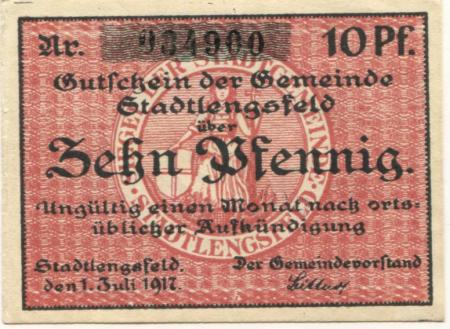 Nr. 934900 10 Pf.
Gutschein der Gemeinde
Stadtlengsfeld
über
Zehn Pfennig.
Ungültig einen Monat nach orts-
üblicher Aufkündigung
Stadtlengsfeld. Der Gemeindevorstand
den 1. Juli 1917.
STADTLENGSFELD